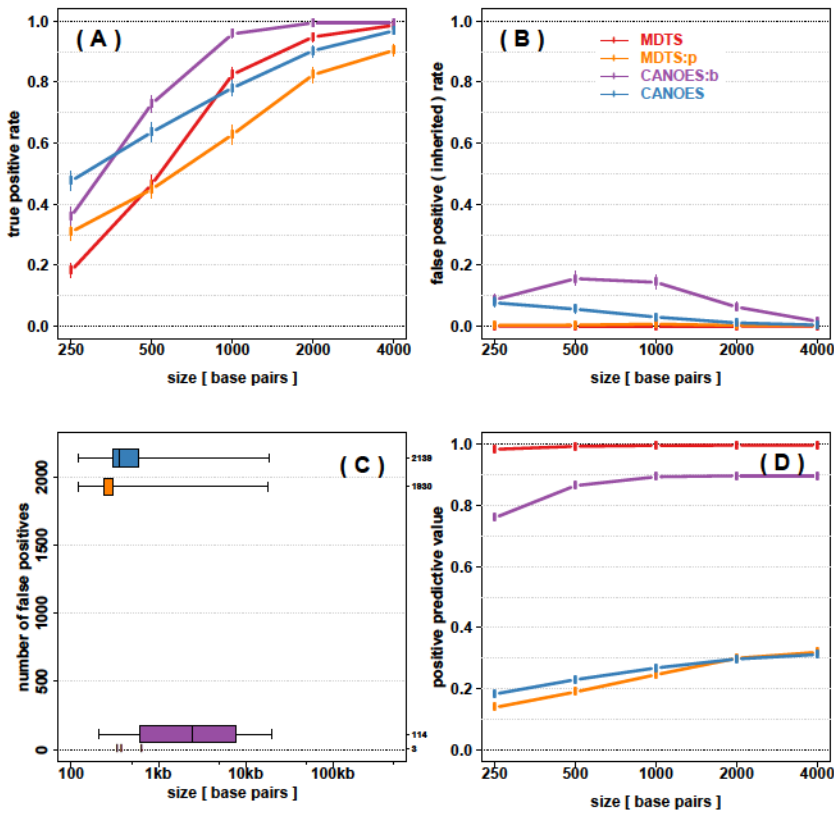 ( A )
true positive rate
1.0
0.8
0.6
0.4
0.2
0.0
250 500 1000 2000 4000
size [ base pairs ]
( B )
MDTS
MDTS:p
CANOES:b
CANOES
false positive ( inherited ) rate
1.0
0.8
0.6
0.4
0.2
0.0
250 500 1000 2000 4000
size [ base pairs ]
( C )
number of false positives
2000
1500
1000
500
0
2139
1930
114
3
100 1kb 10kb 100kb
size [ base pairs ]
( D )
positive predictive value
1.0
0.8
0.6
0.4
0.2
0.0
250 500 1000 2000 4000
size [ base pairs ]